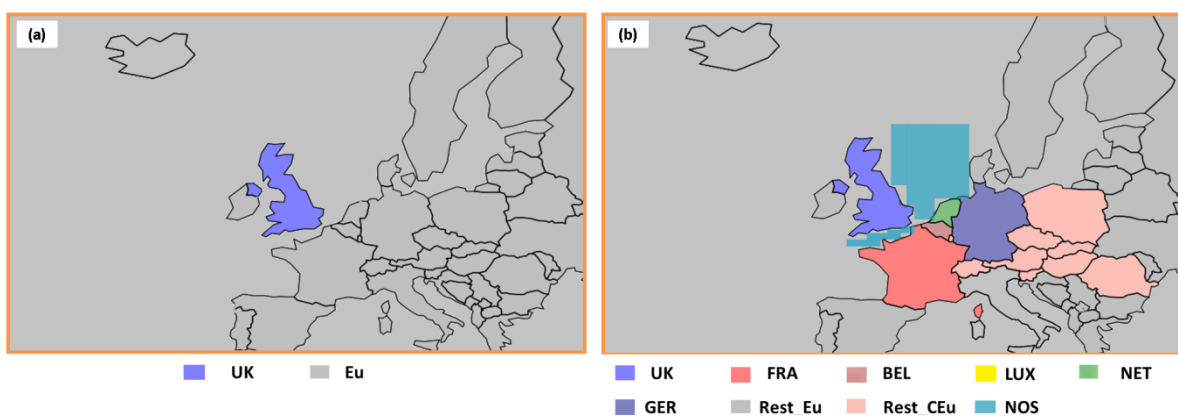 (a)
(b)
UK Eu
UK FRA BEL LUX NET
GER Rest_Eu Rest_CEu NOS